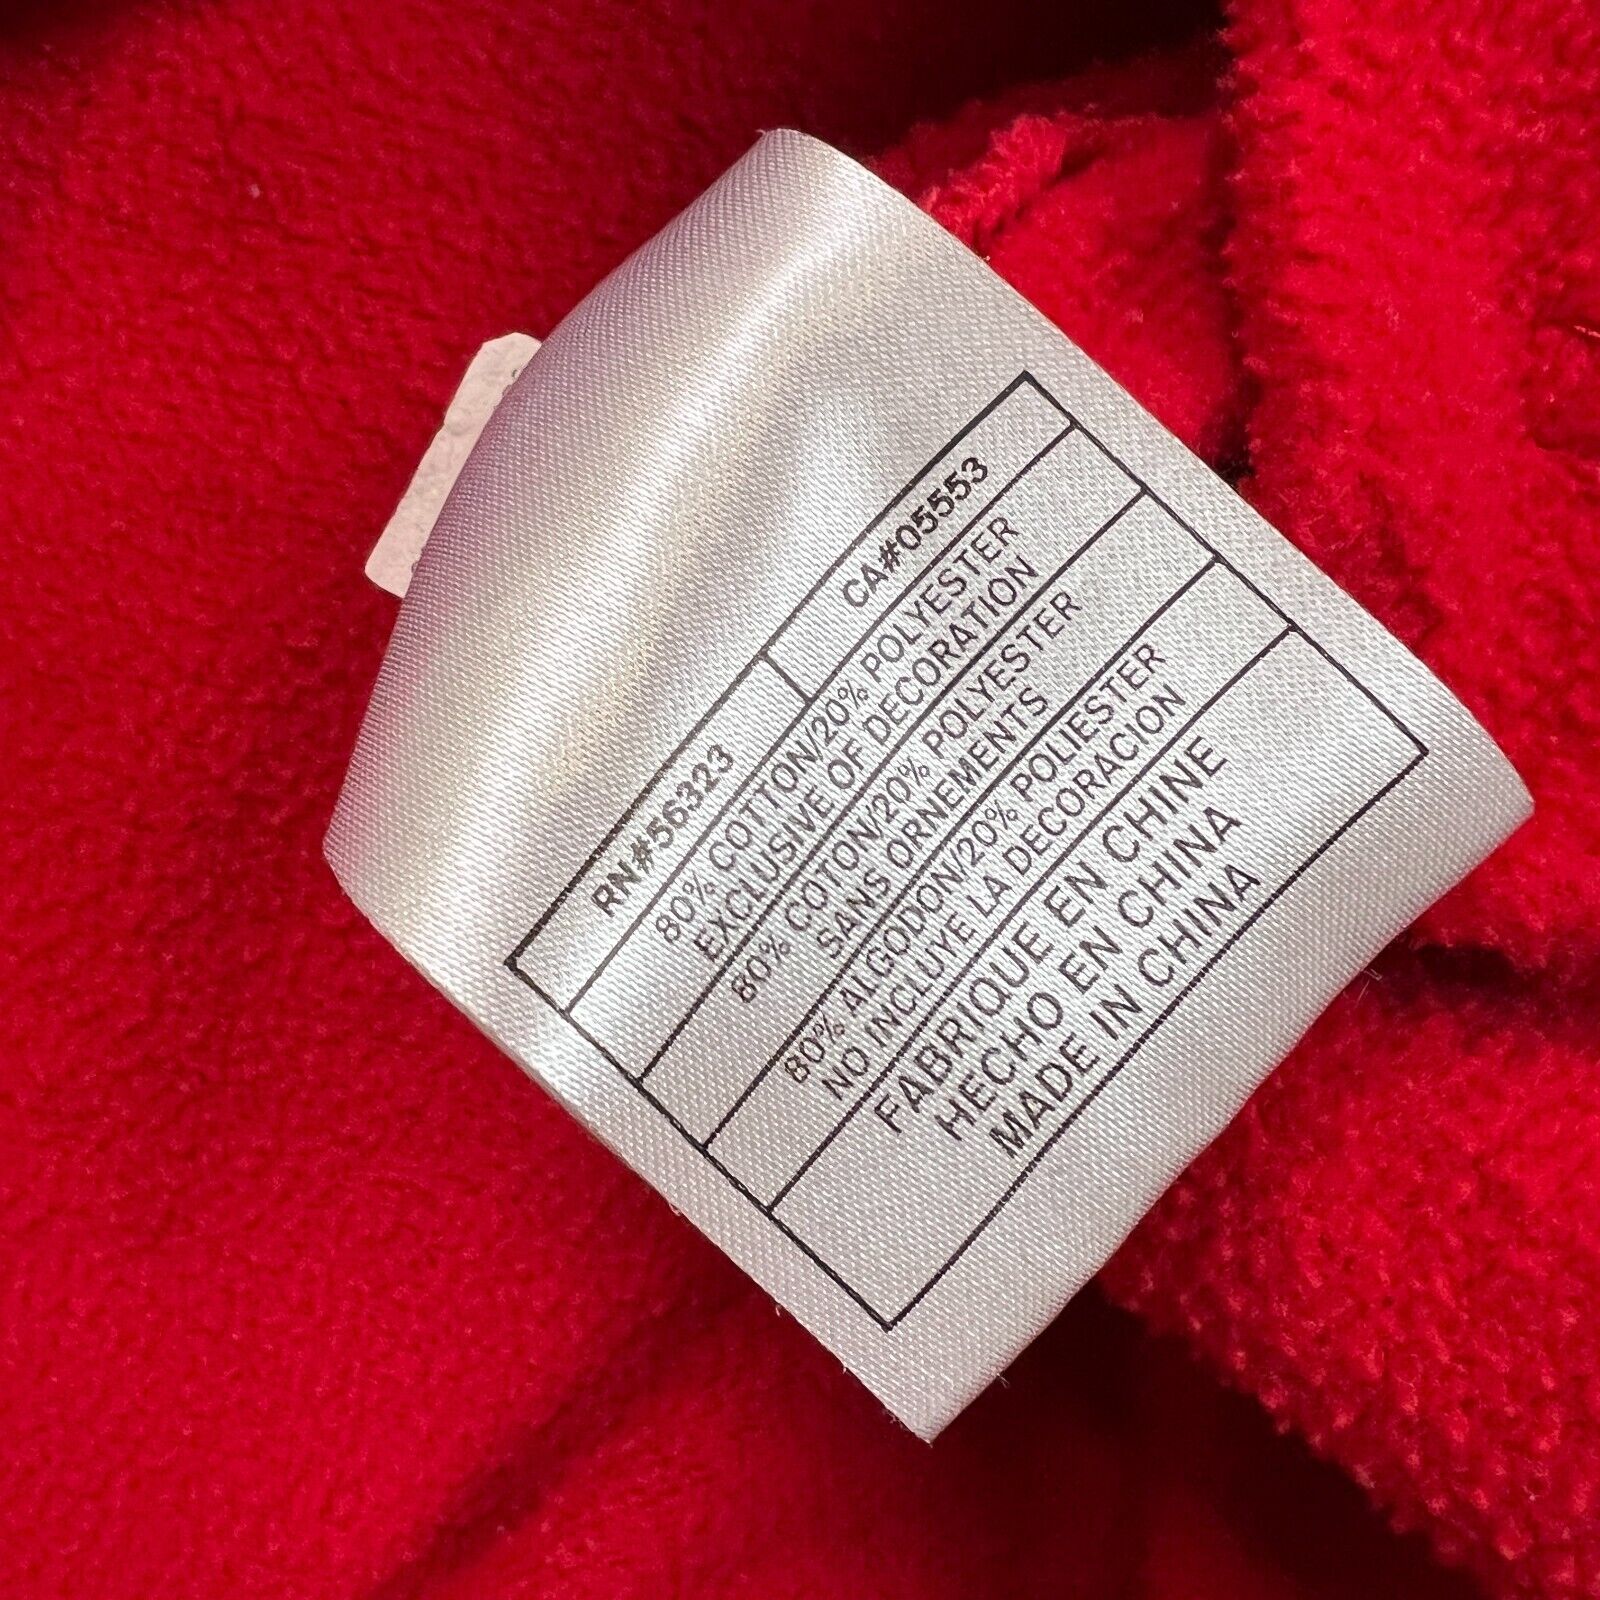 RN#56323 CA#05553
80% COTTON/20% POLYESTER
EXCLUSIVE OF DECORATION
80% COTON/20% POLYESTER
SANS ORNEMENTS
80% ALGODON/20% POLIESTER
NO INCLUYE LA DECORACION
FABRIQUE EN CHINE
HECHO EN CHINA
MADE IN CHINA